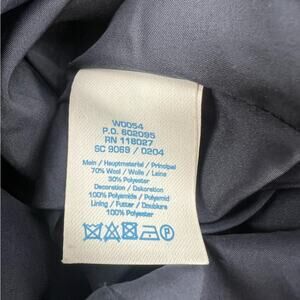 W0054
P.O. 602095
RN 118027
SC 9069 / 0204
Main / Hauptmaterial / Principal
70% Wool / Wolle / Laine
30% Polyester
Decoration / Dekoration
100% Polyamide / Polyamid
Lining / Futter / Doublure
100% Polyester